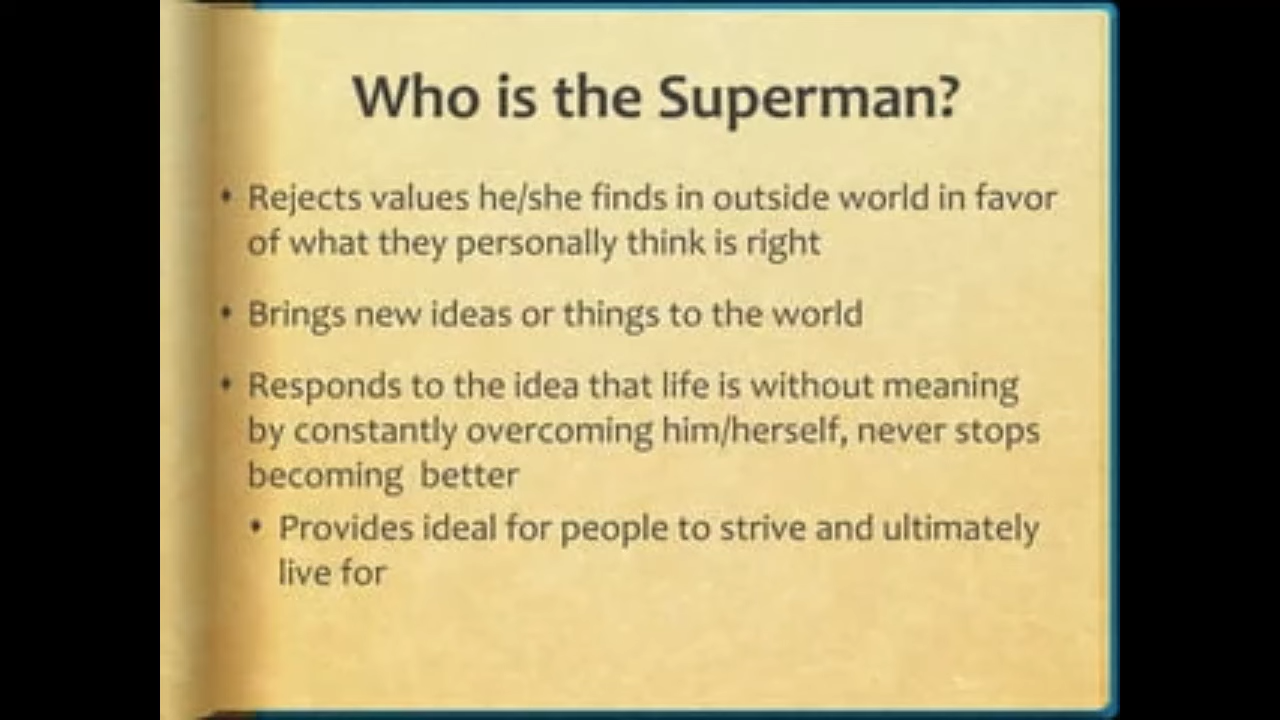 Who is the Superman?
• Rejects values he/she finds in outside world in favor
of what they personally think is right
• Brings new ideas or things to the world
• Responds to the idea that life is without meaning
by constantly overcoming him/herself, never stops
becoming  better
• Provides ideal for people to strive and ultimately
live for